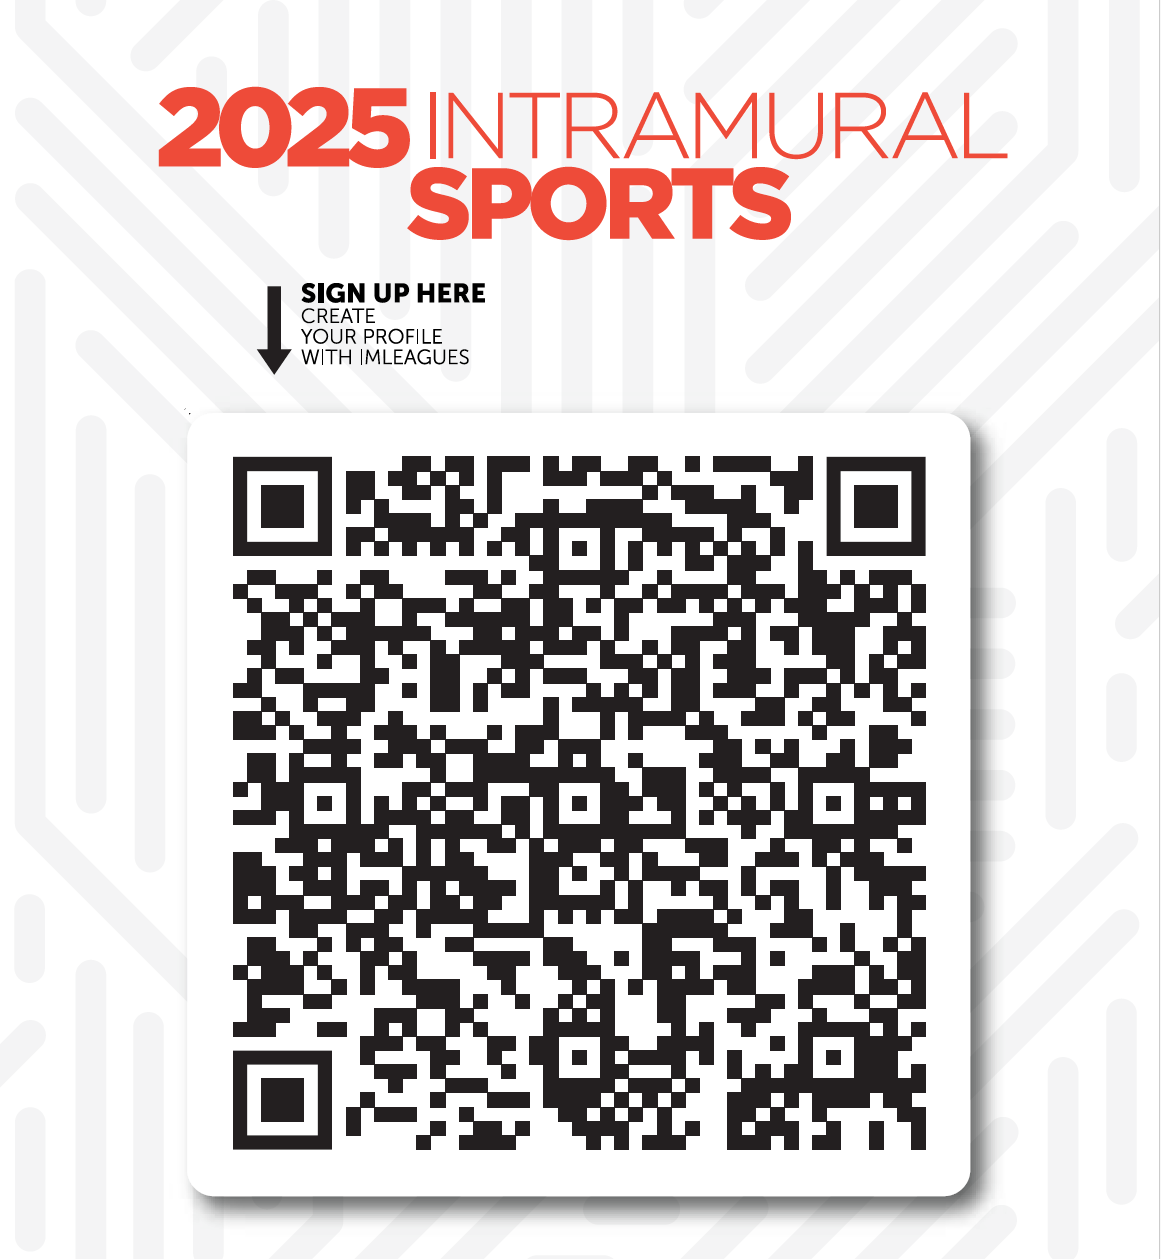 2025 INTRAMURAL
SPORTS
SIGN UP HERE
CREATE
YOUR PROFILE
WITH IMLEAGUES